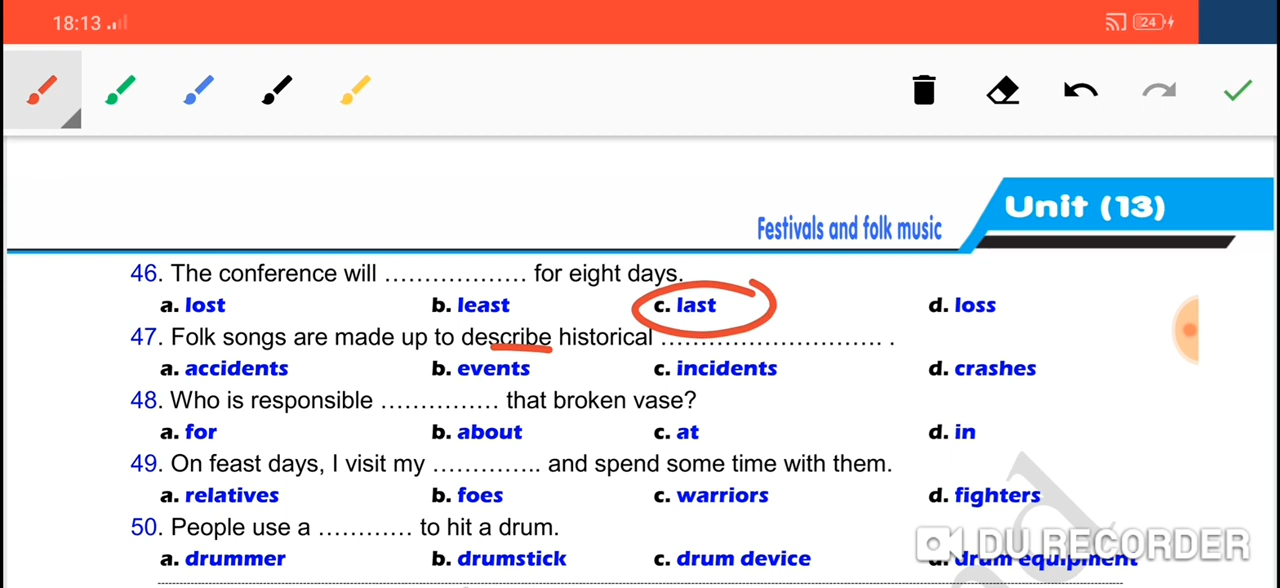 18:13
24
Unit (13)
Festivals and folk music
46. The conference will ……………… for eight days.
a. lost b. least c. last d. loss
47. Folk songs are made up to describe historical ………………………. .
a. accidents b. events c. incidents d. crashes
48. Who is responsible …………… that broken vase?
a. for b. about c. at d. in
49. On feast days, I visit my ………….. and spend some time with them.
a. relatives b. foes c. warriors d. fighters
50. People use a ………… to hit a drum.
a. drummer b. drumstick c. drum device d. drum equipment
DU RECORDER